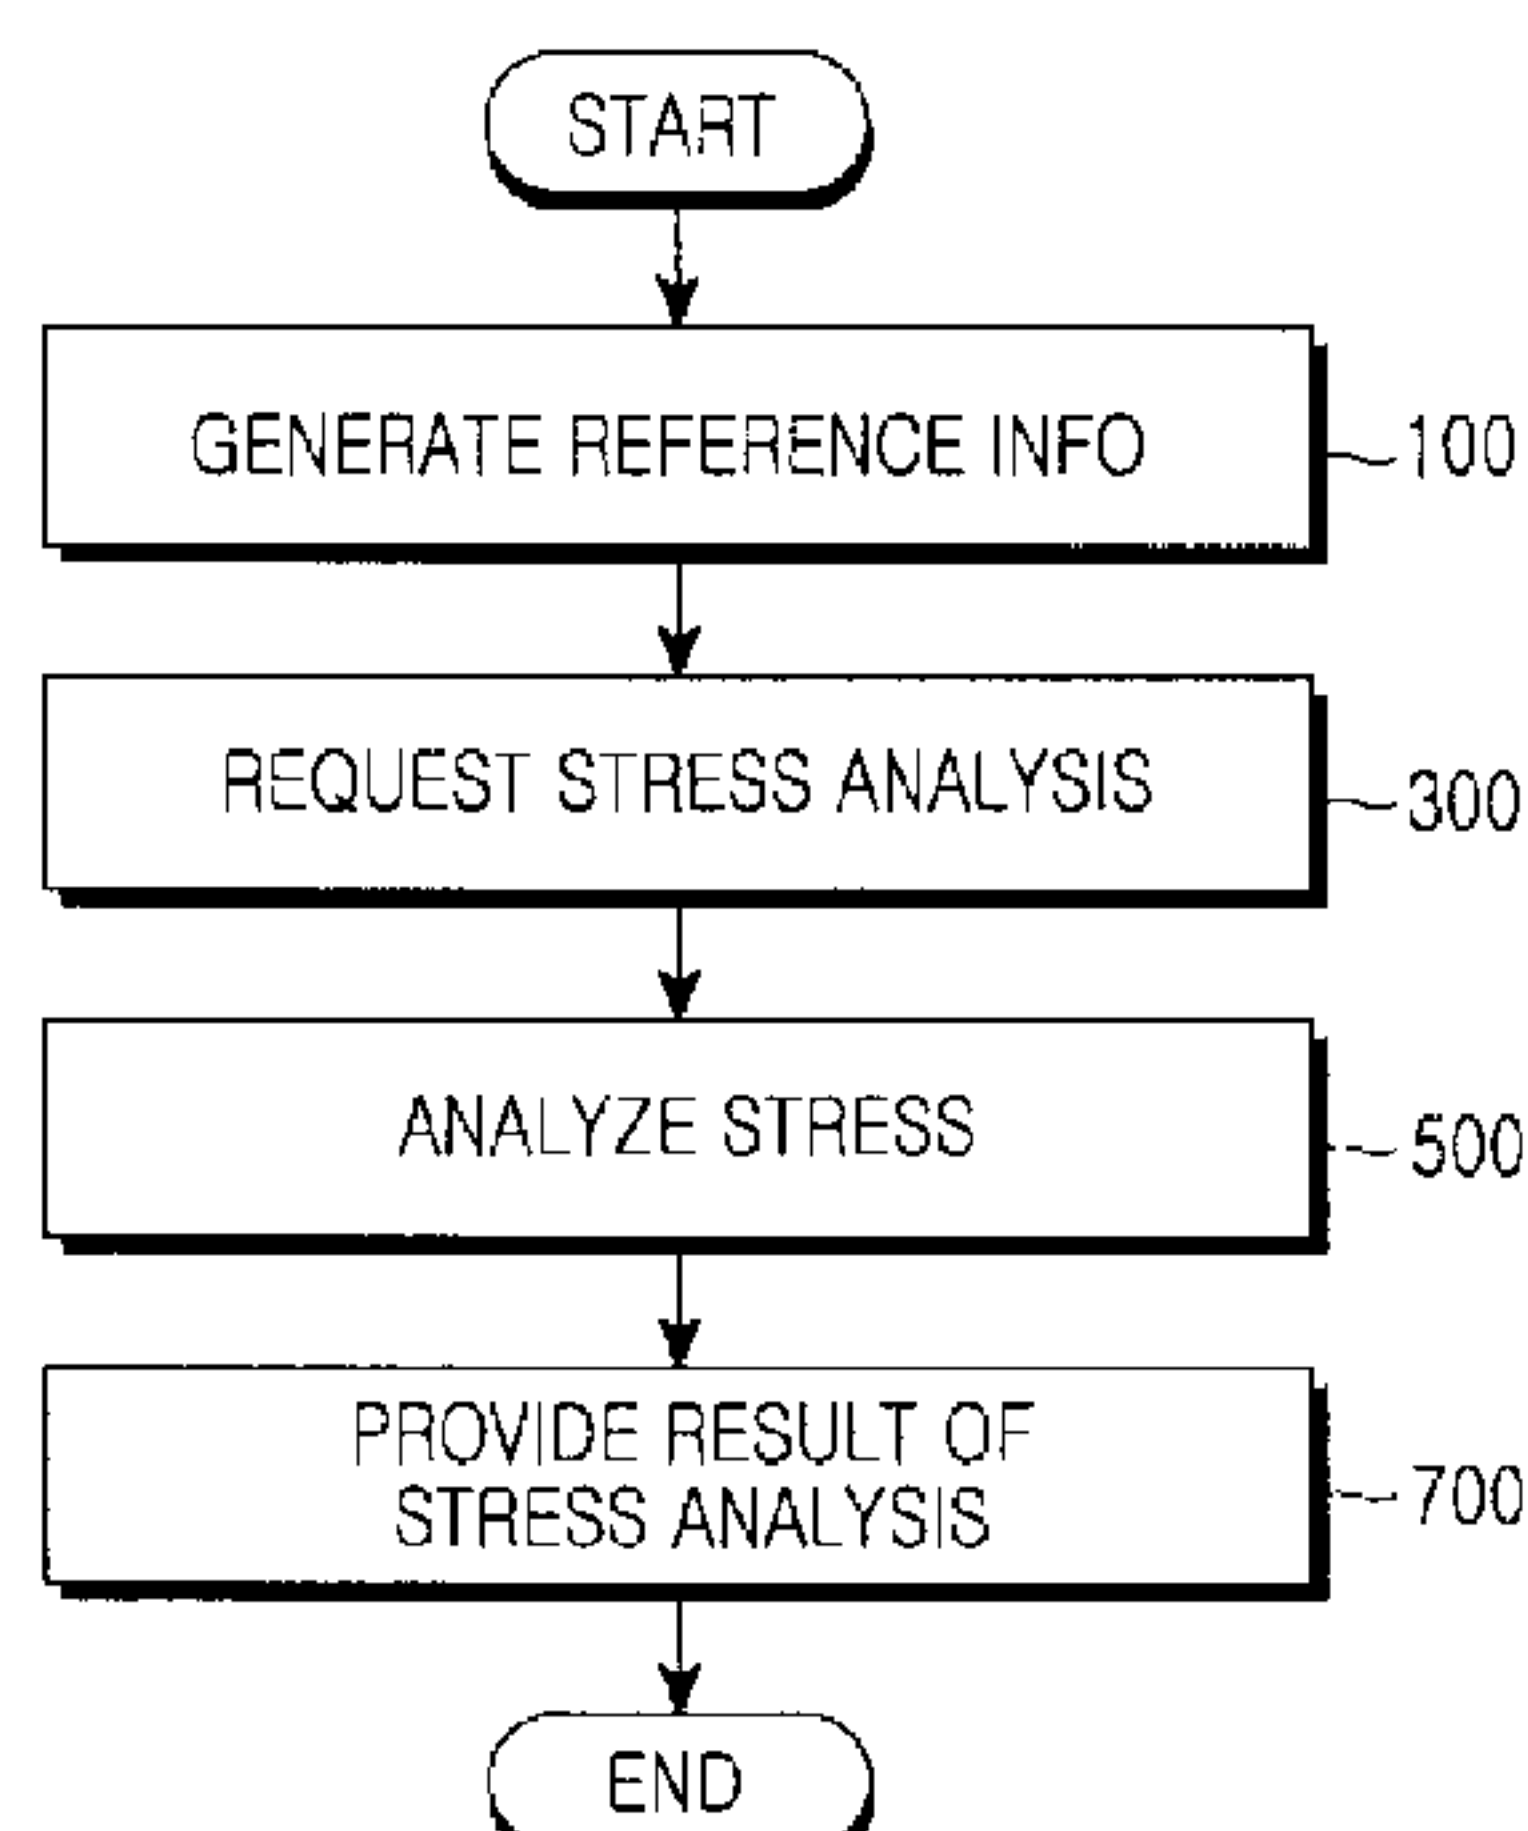 START
GENERATE REFERENCE INFO
100
REQUEST STRESS ANALYSIS
300
ANALYZE STRESS
500
PROVIDE RESULT OF
STRESS ANALYSIS
700
END